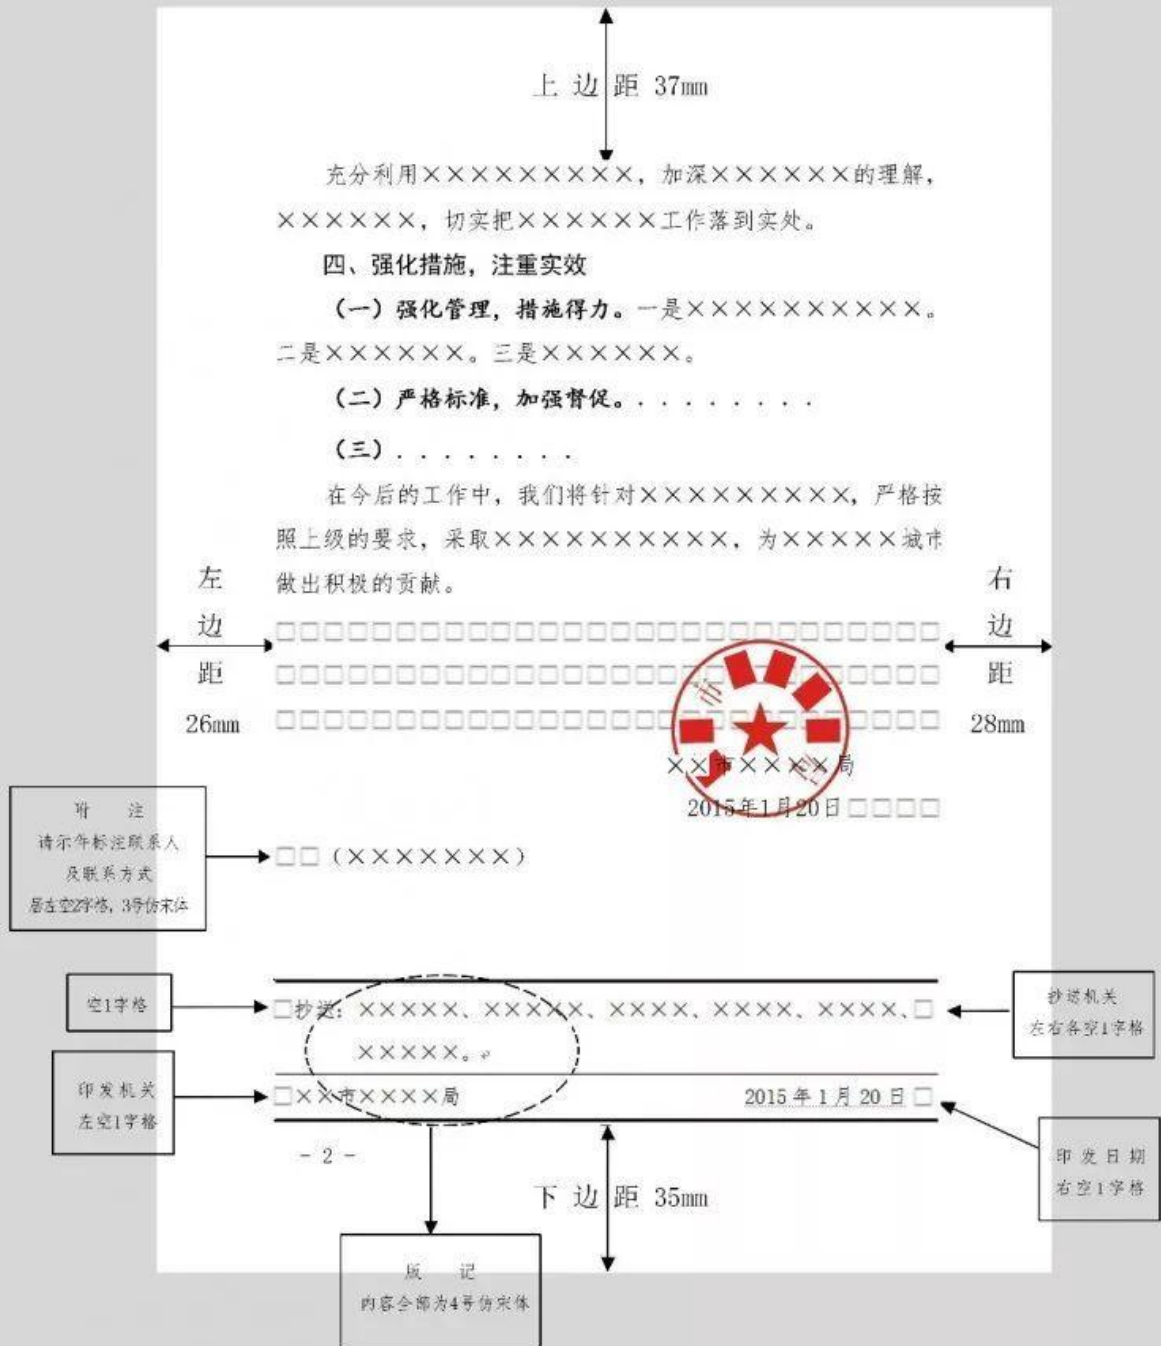 上边距 37mm
充分利用×××××××××，加深××××××的理解，
××××××，切实把××××××工作落到实处。
四、强化措施，注重实效
（一）强化管理，措施得力。一是××××××××××。
二是××××××。三是××××××。
（二）严格标准，加强督促。. . . . . . . .
（三）. . . . . . . .
在今后的工作中，我们将针对×××××××××，严格按
照上级的要求，采取××××××××××，为×××××城市
做出积极的贡献。
左边距
26mm
右边距
28mm
□□□□□□□□□□□□□□□□□□□□□□□□□□□□
□□□□□□□□□□□□□□□□□□□□□□□□□□□□
□□□□□□□□□□□□□□□□□□□□□□□□□□□□
市
××市××××局
2015年1月20日□□□□
附 注
请示件标注联系人
及联系方式
居左空2字格，3号仿宋体
□□（×××××××）
空1字格
□抄送：×××××、×××××、××××、××××、××××、□
×××××。
抄送机关
左右各空1字格
印发机关
左空1字格
□××市××××局 2015年1月20日□
印发日期
右空1字格
- 2 -
下边距 35mm
版 记
内容全部为4号仿宋体